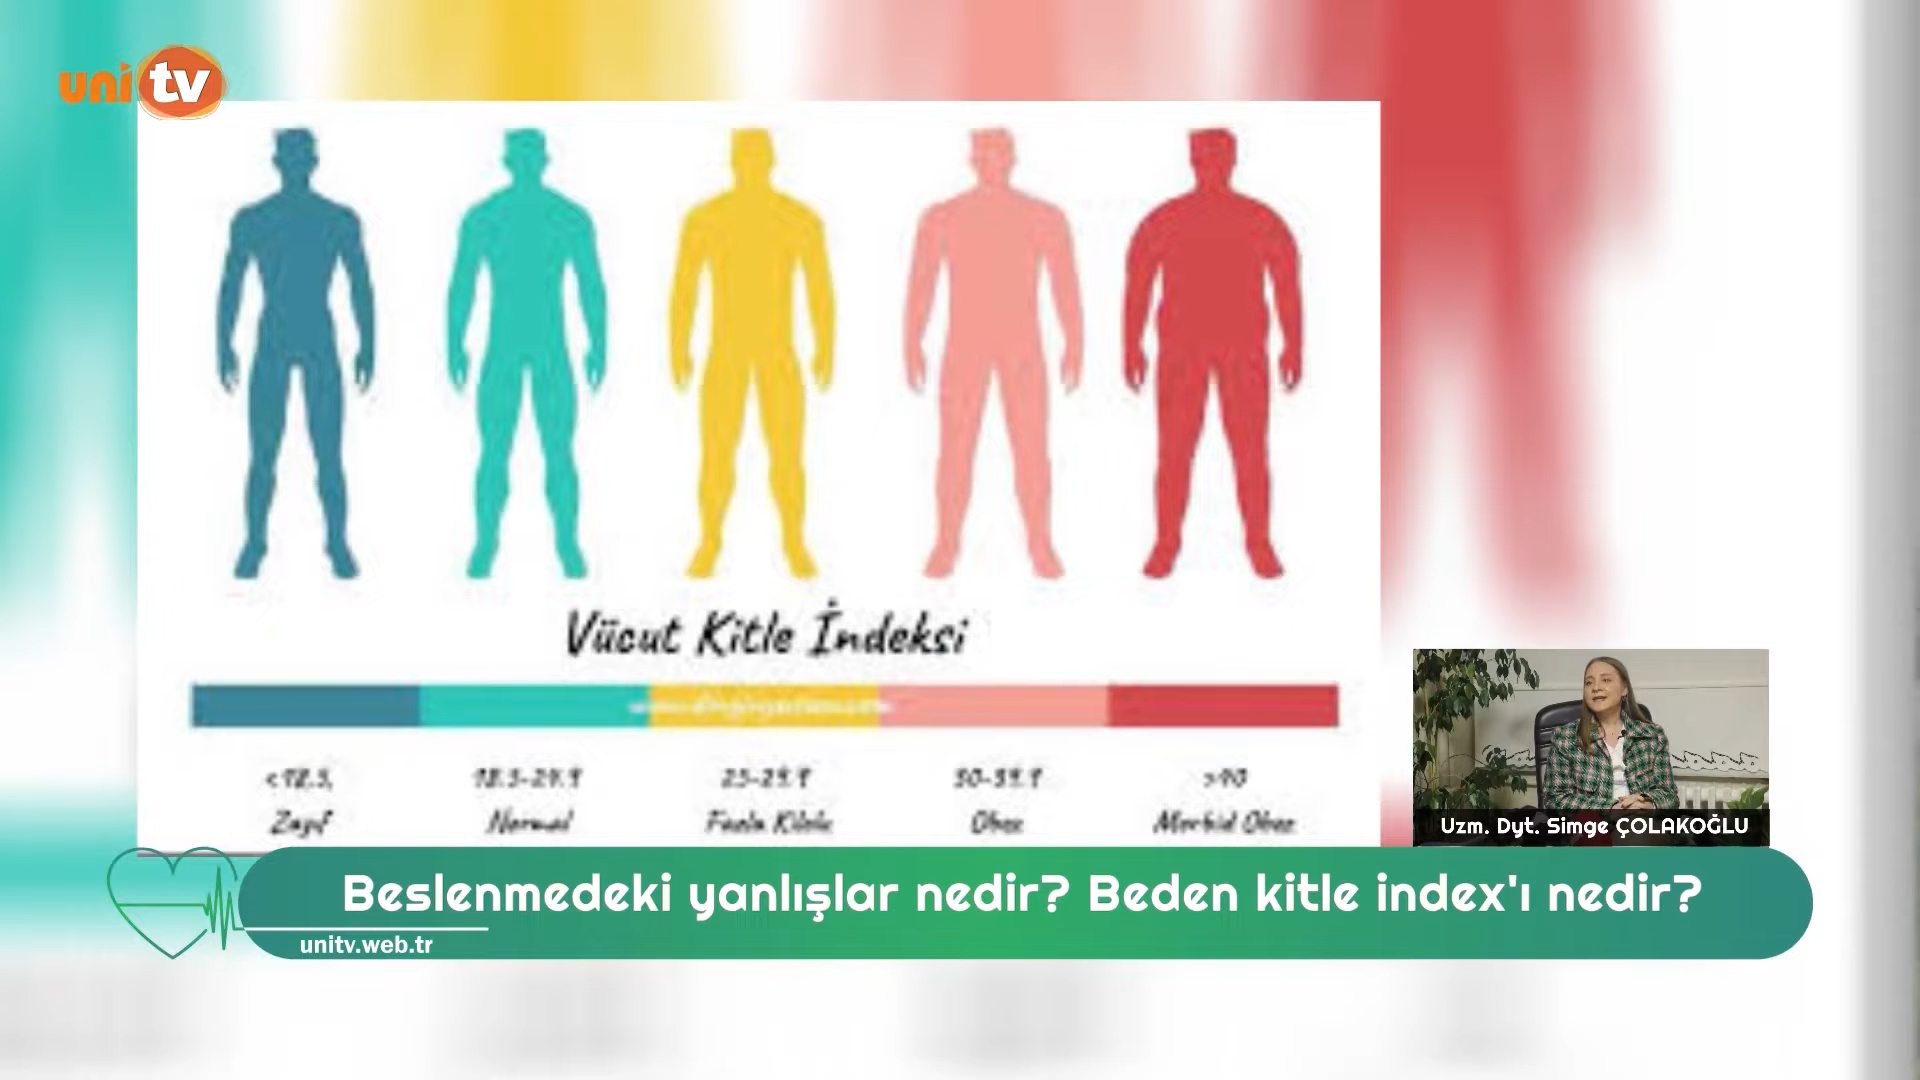 uni tv
Vücut Kitle İndeksi
<18.5, 18.5-24.9 25-29.9 30-39.9 >40
Zayıf Normal Fazla Kilolu Obez Morbid Obez
Uzm. Dyt. Simge ÇOLAKOĞLU
Beslenmedeki yanlışlar nedir? Beden kitle index'ı nedir?
unitv.web.tr